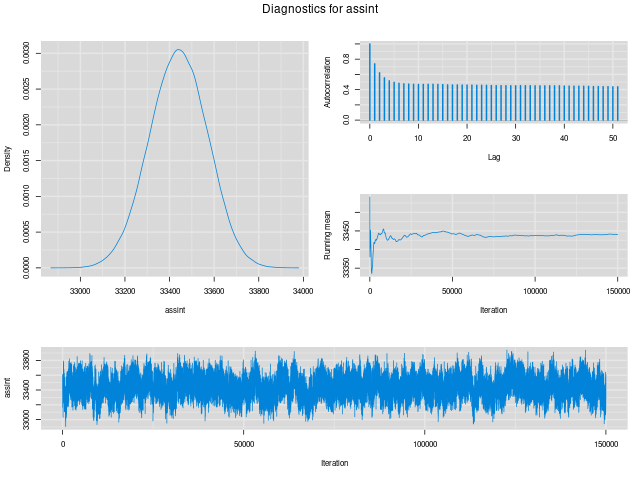 Diagnostics for assint
Density
0.0000 0.0005 0.0010 0.0015 0.0020 0.0025 0.0030
33000 33200 33400 33600 33800 34000
assint
Autocorrelation
0.0 0.4 0.8
0 10 20 30 40 50
Lag
Running mean
33350 33450
0 50000 100000 150000
Iteration
assint
33000 33400 33800
0 50000 100000 150000
Iteration